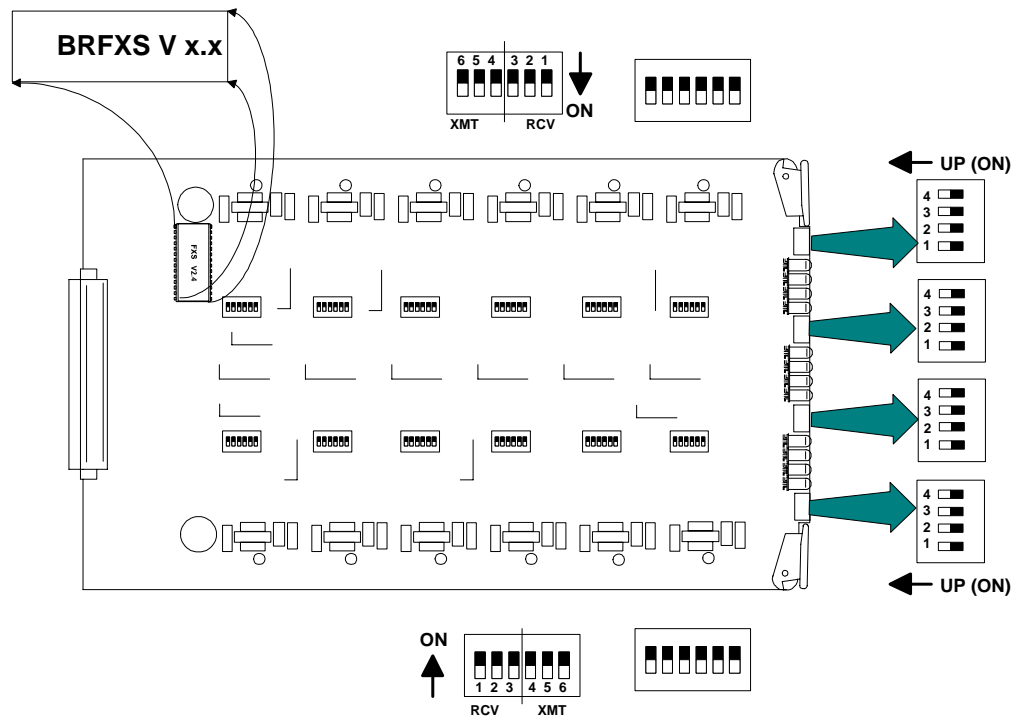 BRFXS V x.x
6 5 4 3 2 1
ON
XMT RCV
UP (ON)
4
3
2
1
FXS V2.4
4
3
2
1
4
3
2
1
4
3
2
1
UP (ON)
ON
1 2 3 4 5 6
RCV XMT